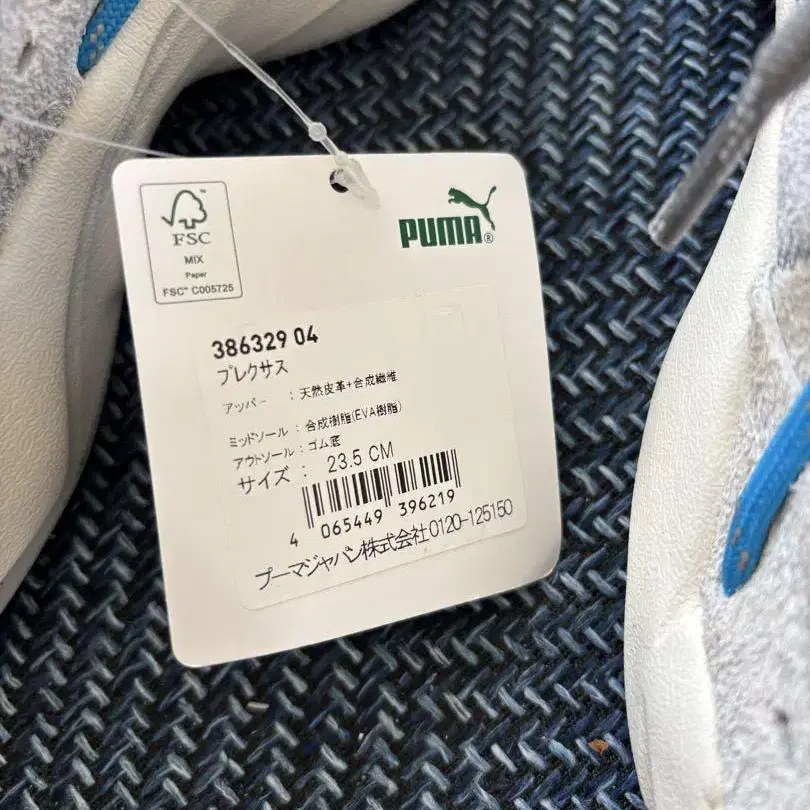 FSC
MIX
Paper
FSC™ C005725
PUMA®
386329 04
プレクサス
アッパー : 天然皮革+合成繊維
ミッドソール : 合成樹脂(EVA樹脂)
アウトソール : ゴム底
サイズ : 23.5 CM
4 065449 396219
プーマジャパン株式会社 0120-125150